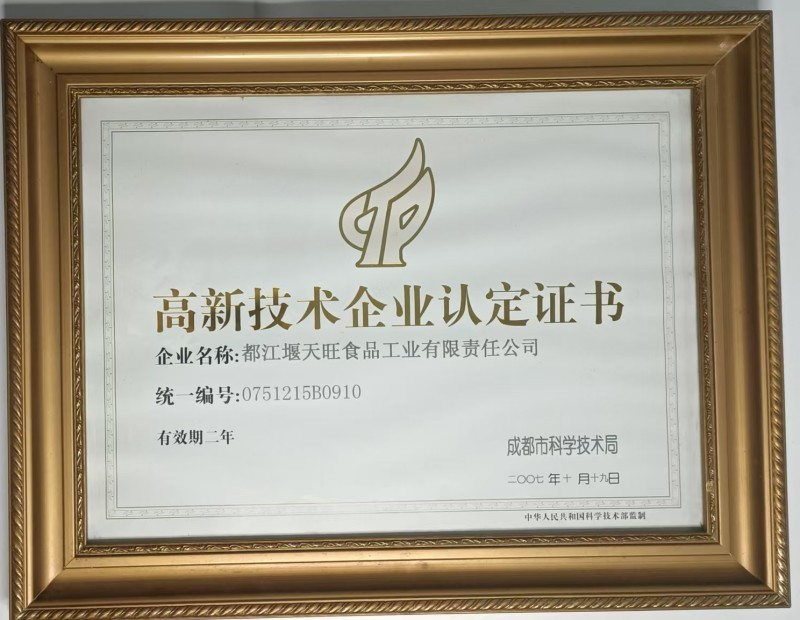 高新技术企业认定证书
企业名称:都江堰天旺食品工业有限责任公司
统一编号:0751215B0910
有效期二年
成都市科学技术局
二〇〇七年十月十九日
中华人民共和国科学技术部监制